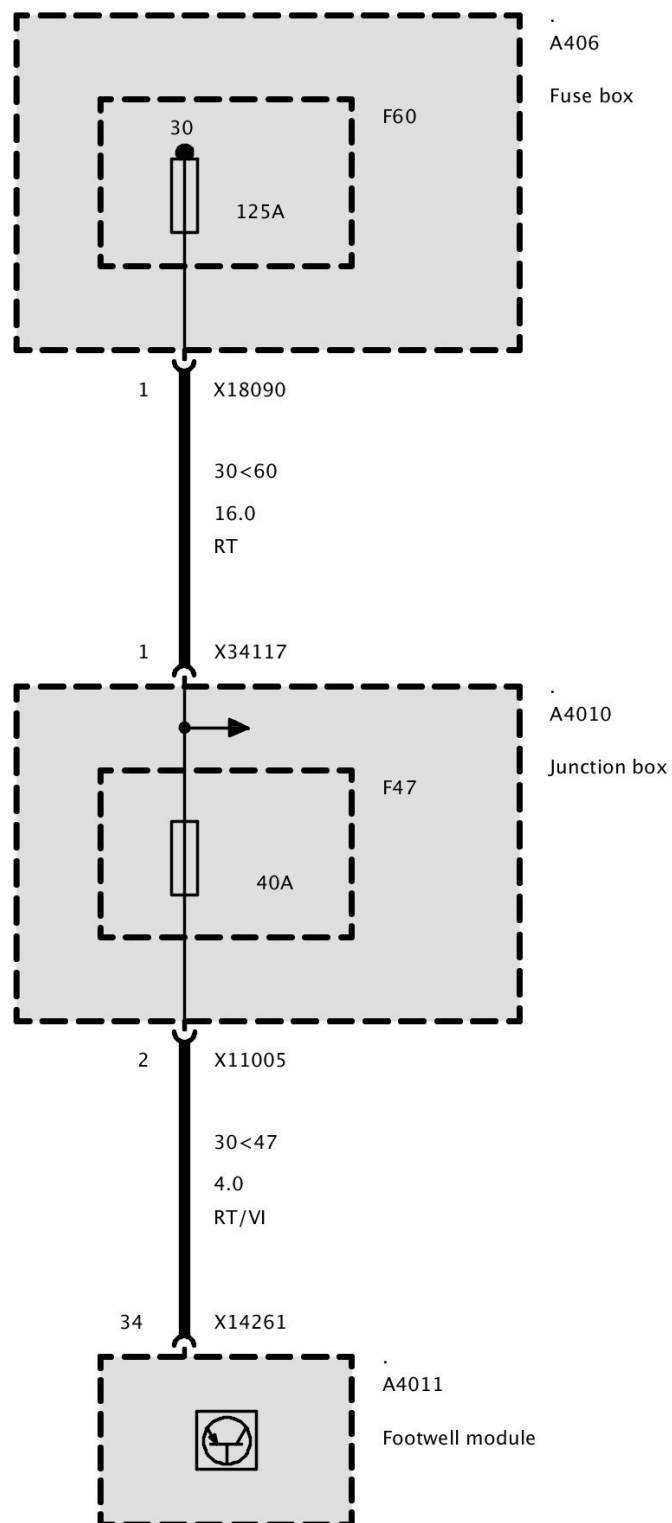 .
A406
Fuse box
F60
30
125A
1 X18090
30<60
16.0
RT
1 X34117
.
A4010
Junction box
F47
40A
2 X11005
30<47
4.0
RT/VI
34 X14261
.
A4011
Footwell module